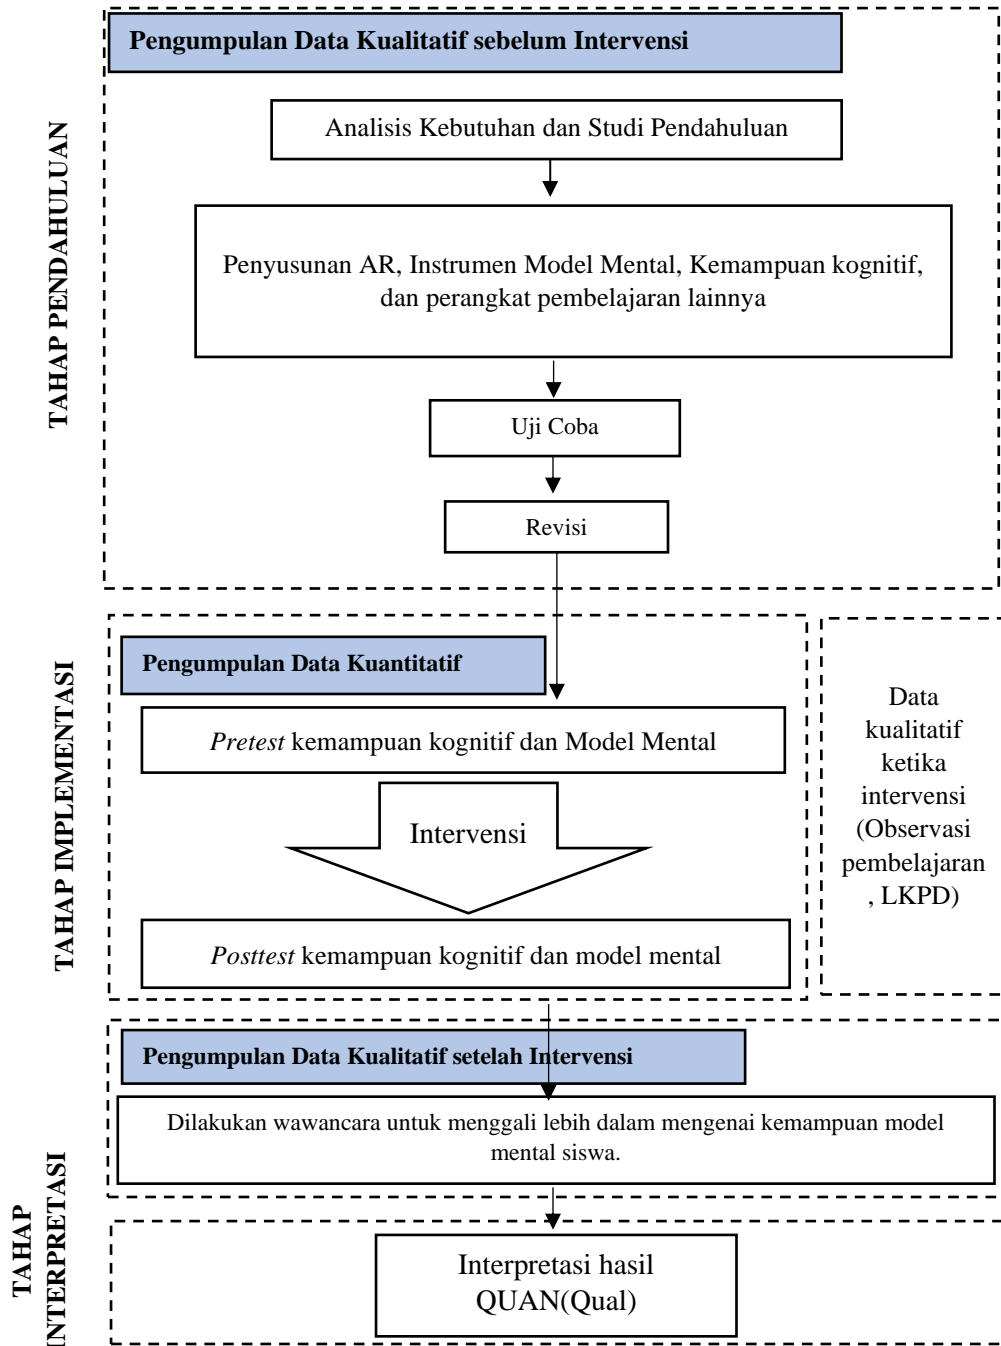 TAHAP PENDAHULUAN
Pengumpulan Data Kualitatif sebelum Intervensi
Analisis Kebutuhan dan Studi Pendahuluan
Penyusunan AR, Instrumen Model Mental, Kemampuan kognitif,
dan perangkat pembelajaran lainnya
Uji Coba
Revisi
TAHAP IMPLEMENTASI
Pengumpulan Data Kuantitatif
Pretest kemampuan kognitif dan Model Mental
Intervensi
Posttest kemampuan kognitif dan model mental
Data
kualitatif
ketika
intervensi
(Observasi
pembelajaran
, LKPD)
TAHAP
INTERPRETASI
Pengumpulan Data Kualitatif setelah Intervensi
Dilakukan wawancara untuk menggali lebih dalam mengenai kemampuan model
mental siswa.
Interpretasi hasil
QUAN(Qual)